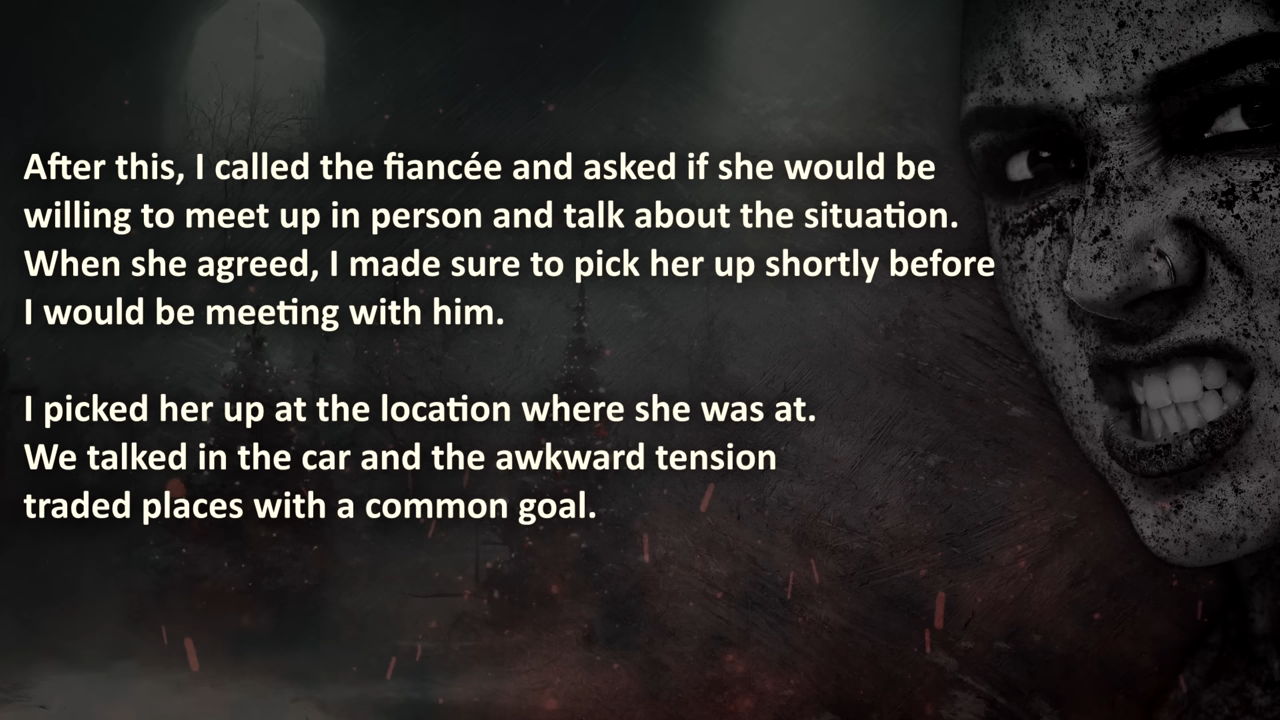 After this, I called the fiancée and asked if she would be
willing to meet up in person and talk about the situation.
When she agreed, I made sure to pick her up shortly before
I would be meeting with him.
I picked her up at the location where she was at.
We talked in the car and the awkward tension
traded places with a common goal.